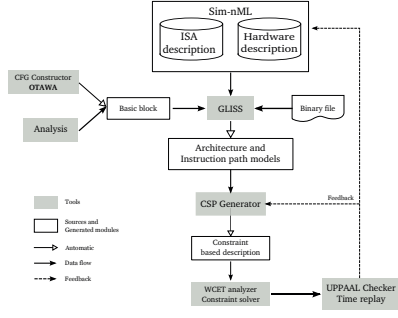 Sim-nML
ISA
description
Hardware
description
CFG Constructor
OTAWA
Basic block
GLISS
Binary file
Analysis
Architecture and
Instruction path models
Tools
CSP Generator
Feedback
Sources and
Generated modules
Automatic
Constraint
based description
Data flow
Feedback
WCET analyzer
Constraint solver
UPPAAL Checker
Time replay